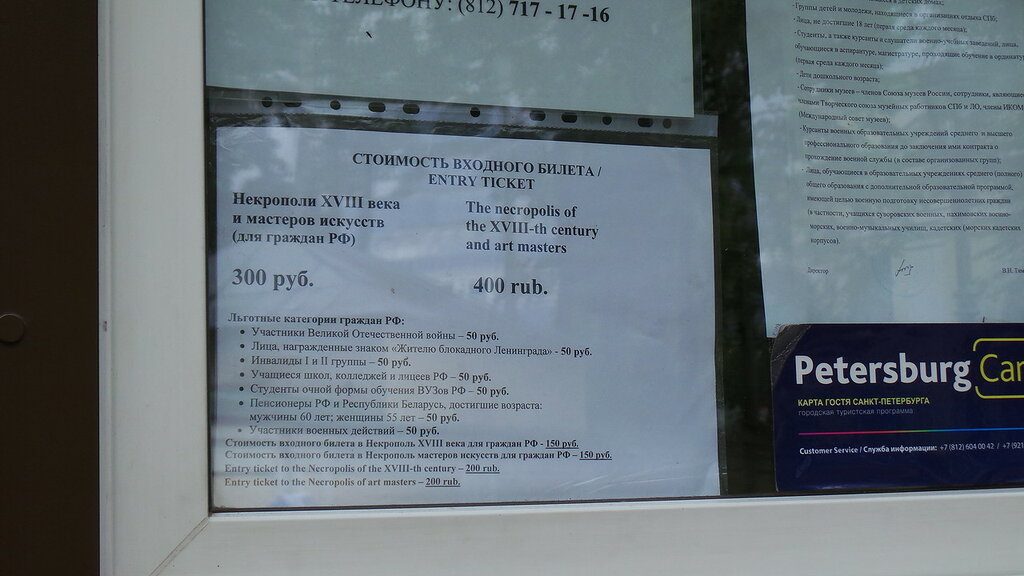 ТЕЛЕФОНУ: (812) 717 - 17 -16
СТОИМОСТЬ ВХОДНОГО БИЛЕТА /
ENTRY TICKET
Некрополи XVIII века
и мастеров искусств
(для граждан РФ)
300 руб.
The necropolis of
the XVIII-th century
and art masters
400 rub.
Льготные категории граждан РФ:
• Участники Великой Отечественной войны – 50 руб.
• Лица, награжденные знаком «Жителю блокадного Ленинграда» - 50 руб.
• Инвалиды I и II группы – 50 руб.
• Учащиеся школ, колледжей и лицеев РФ – 50 руб.
• Студенты очной формы обучения ВУЗов РФ – 50 руб.
• Пенсионеры РФ и Республики Беларусь, достигшие возраста:
мужчины 60 лет; женщины 55 лет – 50 руб.
• Участники военных действий – 50 руб.
Стоимость входного билета в Некрополь XVIII века для граждан РФ - 150 руб.
Стоимость входного билета в Некрополь мастеров искусств для граждан РФ – 150 руб.
Entry ticket to the Necropolis of the XVIII-th century – 200 rub.
Entry ticket to the Necropolis of art masters – 200 rub.
детских домах;
· Группы детей и молодежи, находящиеся в организациях отдыха СПб;
· Лица, не достигшие 18 лет (первая среда каждого месяца);
· Студенты, а также курсанты и слушатели военно-учебных заведений, лица,
обучающиеся в аспирантуре, магистратуре, проходящие обучение в
(первая среда каждого месяца);
· Дети дошкольного возраста;
· Сотрудники музеев – членов Союза музеев России, сотрудники,
членами Творческого союза музейных работников СПб и ЛО, члены ИКОМ
(Международный совет музеев);
· Курсанты военных образовательных учреждений среднего и высшего
профессионального образования до заключения ими контракта о
прохождение военной службы (в составе организованных групп);
· Лица, обучающиеся в образовательных учреждениях среднего (полного)
общего образования с дополнительной образовательной программой,
имеющей целью военную подготовку несовершеннолетних граждан
(в частности, учащихся суворовских военных, нахимовских военно-
морских, военно-музыкальных училищ, кадетских (морских кадетских
корпусов).
Директор
В.Н.
Petersburg Car
КАРТА ГОСТЯ САНКТ-ПЕТЕРБУРГА
городская туристская программа
Customer Service / Служба информации: +7 (812) 604 00 42 / +7 (921